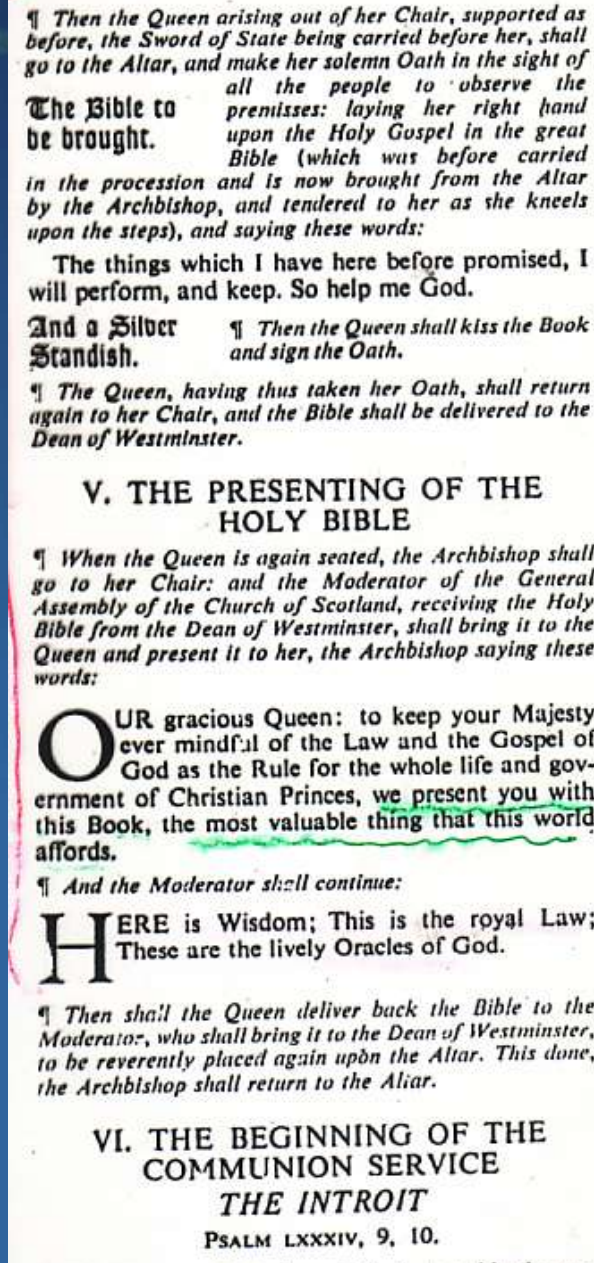 ¶ Then the Queen arising out of her Chair, supported as
before, the Sword of State being carried before her, shall
go to the Altar, and make her solemn Oath in the sight of
all the people to observe the
The Bible to
premisses: laying her right hand
be brought.
upon the Holy Gospel in the great
Bible (which was before carried
in the procession and is now brought from the Altar
by the Archbishop, and tendered to her as she kneels
upon the steps), and saying these words:
The things which I have here before promised, I
will perform, and keep. So help me God.
And a Silver
Standish.
¶ Then the Queen shall kiss the Book
and sign the Oath.
¶ The Queen, having thus taken her Oath, shall return
again to her Chair, and the Bible shall be delivered to the
Dean of Westminster.
V. THE PRESENTING OF THE
HOLY BIBLE
¶ When the Queen is again seated, the Archbishop shall
go to her Chair: and the Moderator of the General
Assembly of the Church of Scotland, receiving the Holy
Bible from the Dean of Westminster, shall bring it to the
Queen and present it to her, the Archbishop saying these
words:
OUR gracious Queen: to keep your Majesty
ever mindful of the Law and the Gospel of
God as the Rule for the whole life and gov-
ernment of Christian Princes, we present you with
this Book, the most valuable thing that this world
affords.
¶ And the Moderator shall continue:
HERE is Wisdom; This is the royal Law;
These are the lively Oracles of God.
¶ Then shall the Queen deliver back the Bible to the
Moderator, who shall bring it to the Dean of Westminster,
to be reverently placed again upon the Altar. This done,
the Archbishop shall return to the Altar.
VI. THE BEGINNING OF THE
COMMUNION SERVICE
THE INTROIT
PSALM LXXXIV, 9, 10.